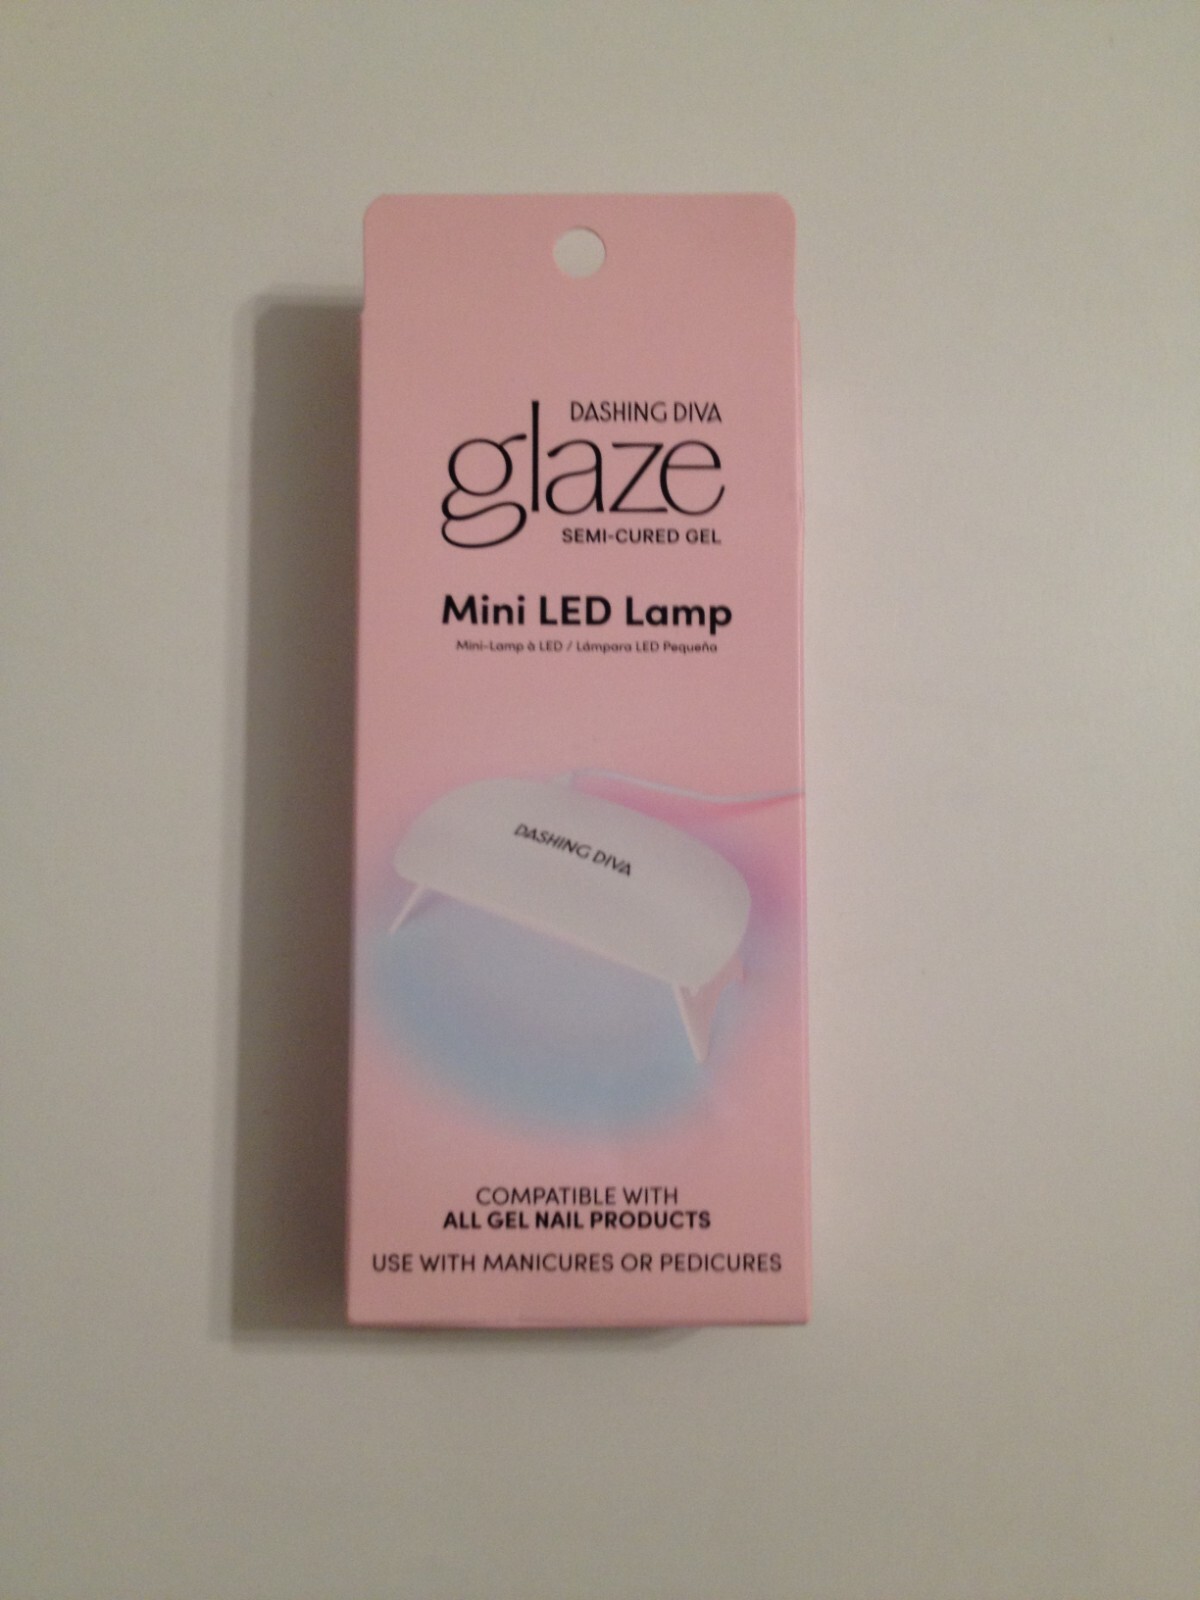 DASHING DIVA
glaze
SEMI-CURED GEL
Mini LED Lamp
Mini-Lamp à LED / Lámpara LED Pequeña
DASHING DIVA
COMPATIBLE WITH
ALL GEL NAIL PRODUCTS
USE WITH MANICURES OR PEDICURES